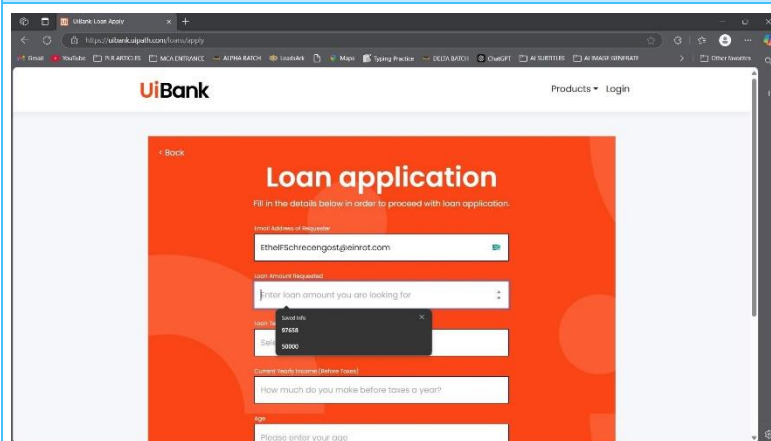 UiBank Loan Apply
https://uibank.uipath.com/loans/apply
Gmail YouTube PLR ARTICLES MCA ENTRANCE ALPHA BATCH LeadsArk Maps Typing Practice DELTA BATCH ChatGPT AI SUBTITLES AI IMAGE GENERATE Other favorites
UiBank Products Login
< Back
Loan application
Fill in the details below in order to proceed with loan application.
Email Address of Requester
EthelFSchrecengost@einrot.com
Loan Amount Requested
Enter loan amount you are looking for
Saved info
97658
50000
Loan Te
Sele
Current Yearly Income (Before Taxes)
How much do you make before taxes a year?
Age
Please enter your age